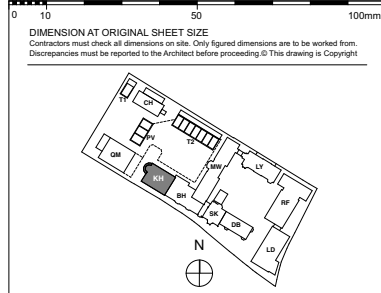 0 10 50 100mm
DIMENSION AT ORIGINAL SHEET SIZE
Contractors must check all dimensions on site. Only figured dimensions are to be worked from.
Discrepancies must be reported to the Architect before proceeding.© This drawing is Copyright
T1
CH
PV
T2
QM
MW
LY
KH
BH
RF
SK
DB
LD
N